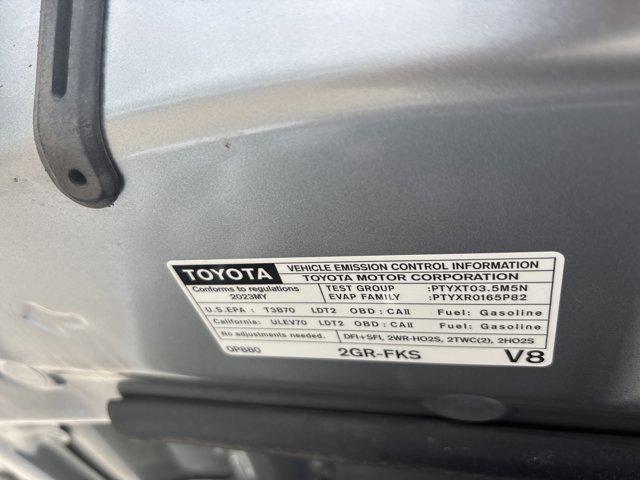 TOYOTA
VEHICLE EMISSION CONTROL INFORMATION
TOYOTA MOTOR CORPORATION
Conforms to regulations
2023MY
TEST GROUP :PTYXT03.5M5N
EVAP FAMILY :PTYXR0165P82
U.S.EPA : T3B70 LDT2 OBD : CAII Fuel: Gasoline
California: ULEV70 LDT2 OBD : CAII Fuel: Gasoline
No adjustments needed. DFI+SFI, 2WR-HO2S, 2TWC(2), 2HO2S
0PBB0 2GR-FKS V8